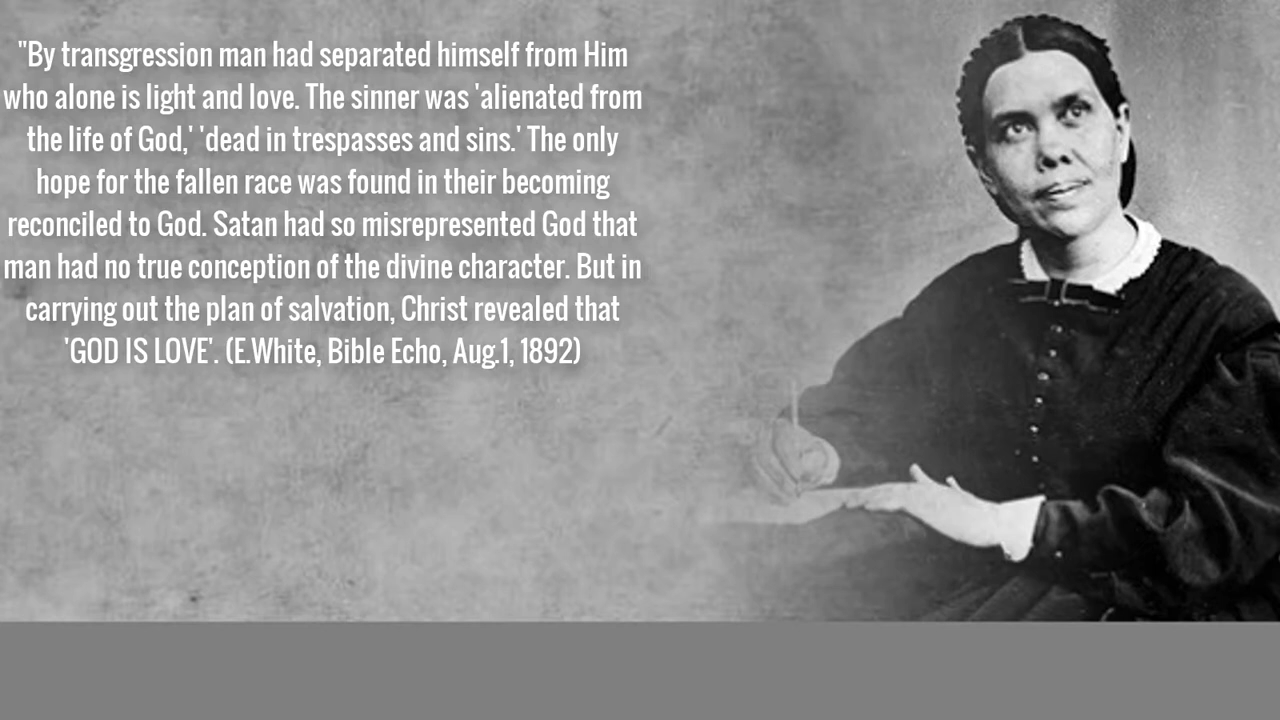 "By transgression man had separated himself from Him
who alone is light and love. The sinner was 'alienated from
the life of God,' 'dead in trespasses and sins.' The only
hope for the fallen race was found in their becoming
reconciled to God. Satan had so misrepresented God that
man had no true conception of the divine character. But in
carrying out the plan of salvation, Christ revealed that
'GOD IS LOVE'. (E.White, Bible Echo, Aug.1, 1892)